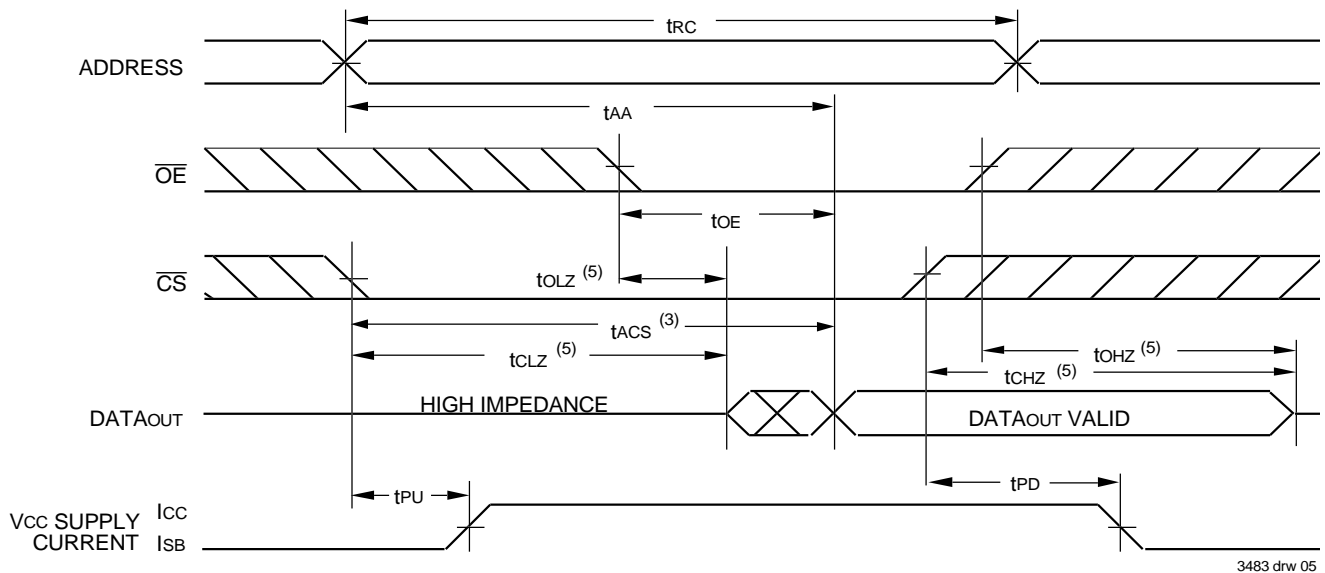 tRC
ADDRESS
tAA
OE
tOE
CS
tOLZ (5)
tACS (3)
tCLZ (5)
tOHZ (5)
tCHZ (5)
DATAOUT
HIGH IMPEDANCE
DATAOUT VALID
tPU
tPD
VCC SUPPLY
CURRENT
ICC
ISB
3483 drw 05